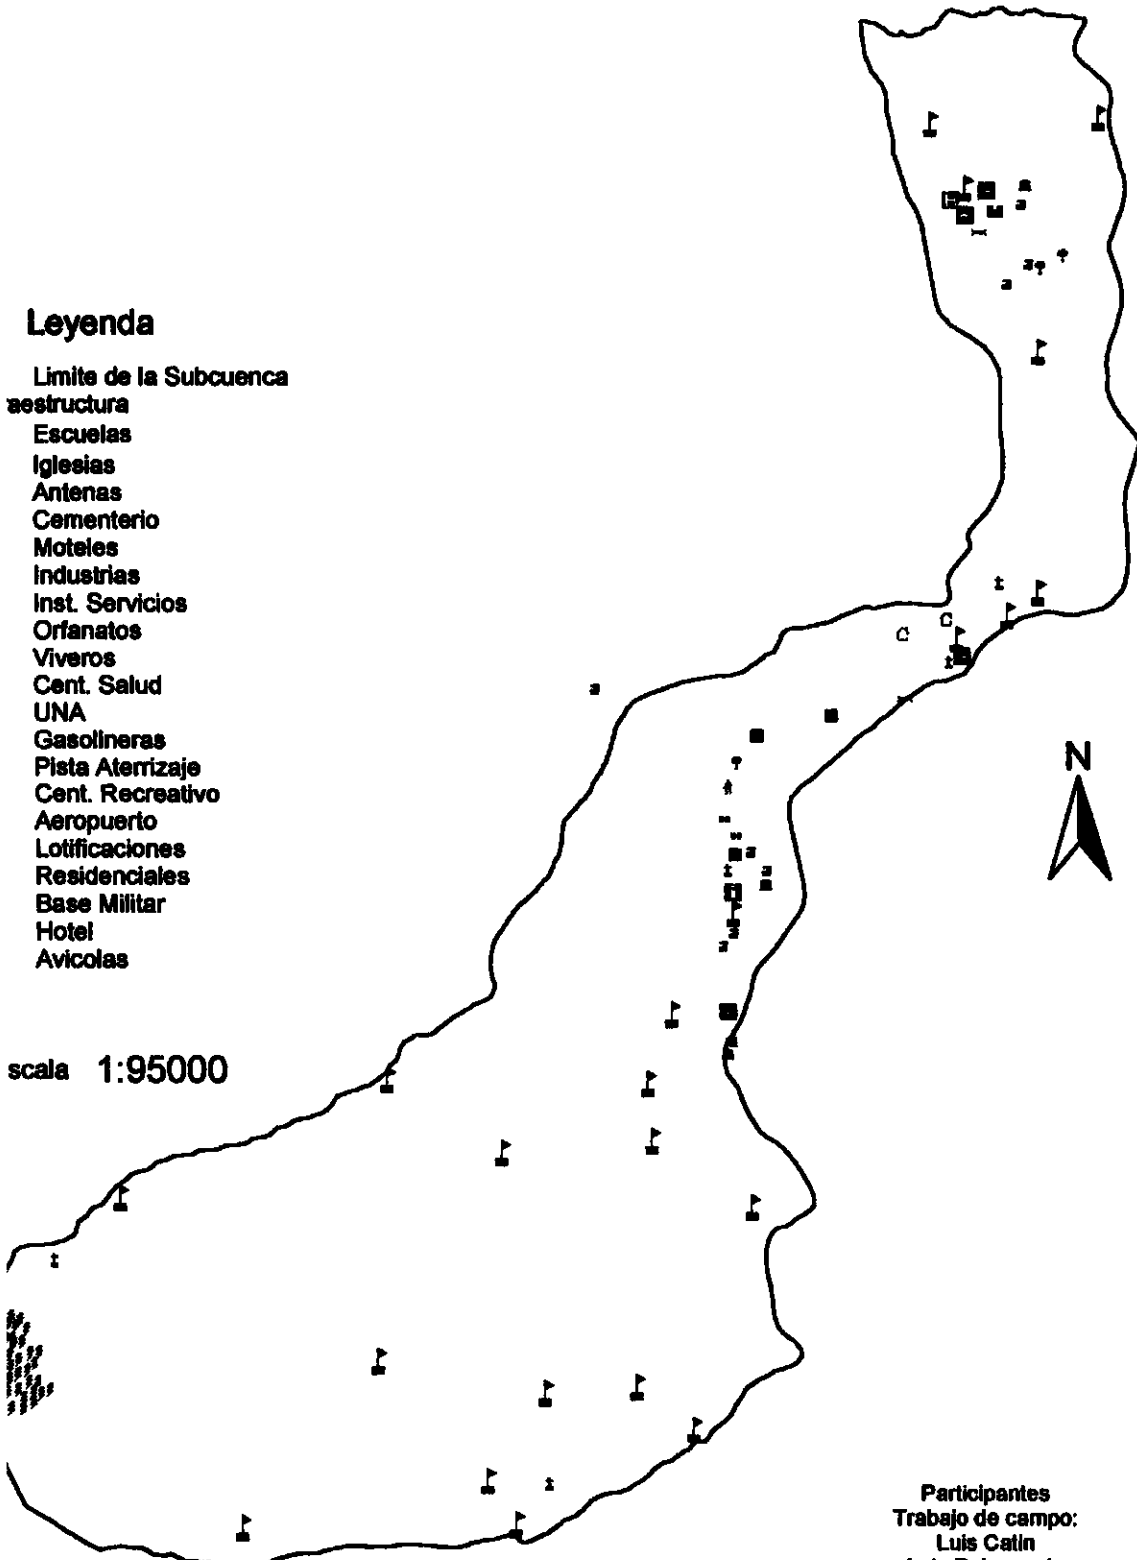 Leyenda
Limite de la Subcuenca
aestructura
Escuelas
Iglesias
Antenas
Cementerio
Moteles
Industrias
Inst. Servicios
Orfanatos
Viveros
Cent. Salud
UNA
Gasolineras
Pista Aterrizaje
Cent. Recreativo
Aeropuerto
Lotificaciones
Residenciales
Base Militar
Hotel
Avicolas
scala 1:95000
N
Participantes
Trabajo de campo:
Luis Catin